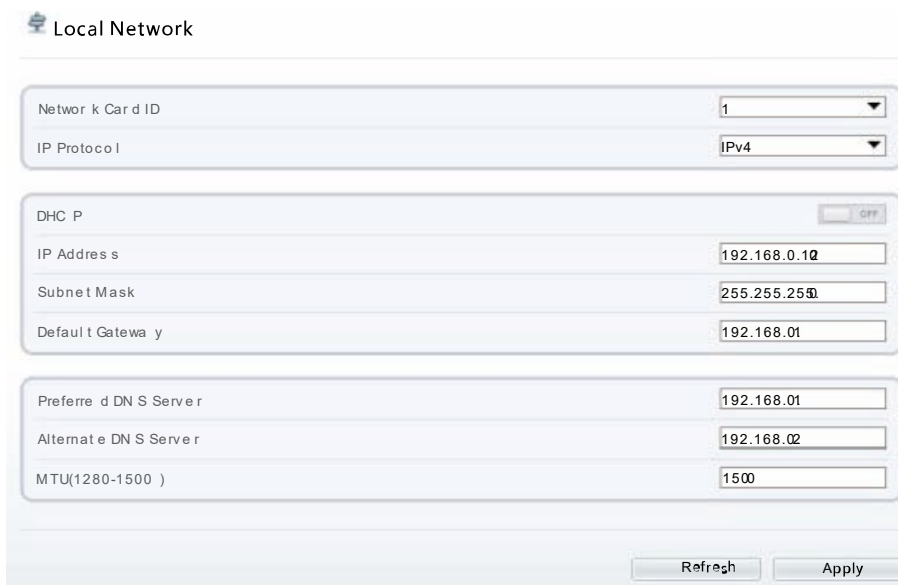 Local Network
Network Card ID 1
IP Protocol IPv4
DHCP OFF
IP Address 192.168.0.102
Subnet Mask 255.255.255.0
Default Gateway 192.168.0.1
Preferred DNS Server 192.168.0.1
Alternate DNS Server 192.168.0.2
MTU(1280-1500) 1500
Refresh Apply